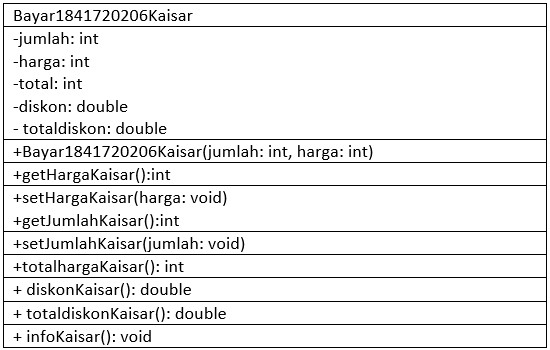 Bayar1841720206Kaisar
-jumlah: int
-harga: int
-total: int
-diskon: double
- totaldiskon: double
+Bayar1841720206Kaisar(jumlah: int, harga: int)
+getHargaKaisar():int
+setHargaKaisar(harga: void)
+getJumlahKaisar():int
+setJumlahKaisar(jumlah: void)
+totalhargaKaisar(): int
+ diskonKaisar(): double
+ totaldiskonKaisar(): double
+ infoKaisar(): void